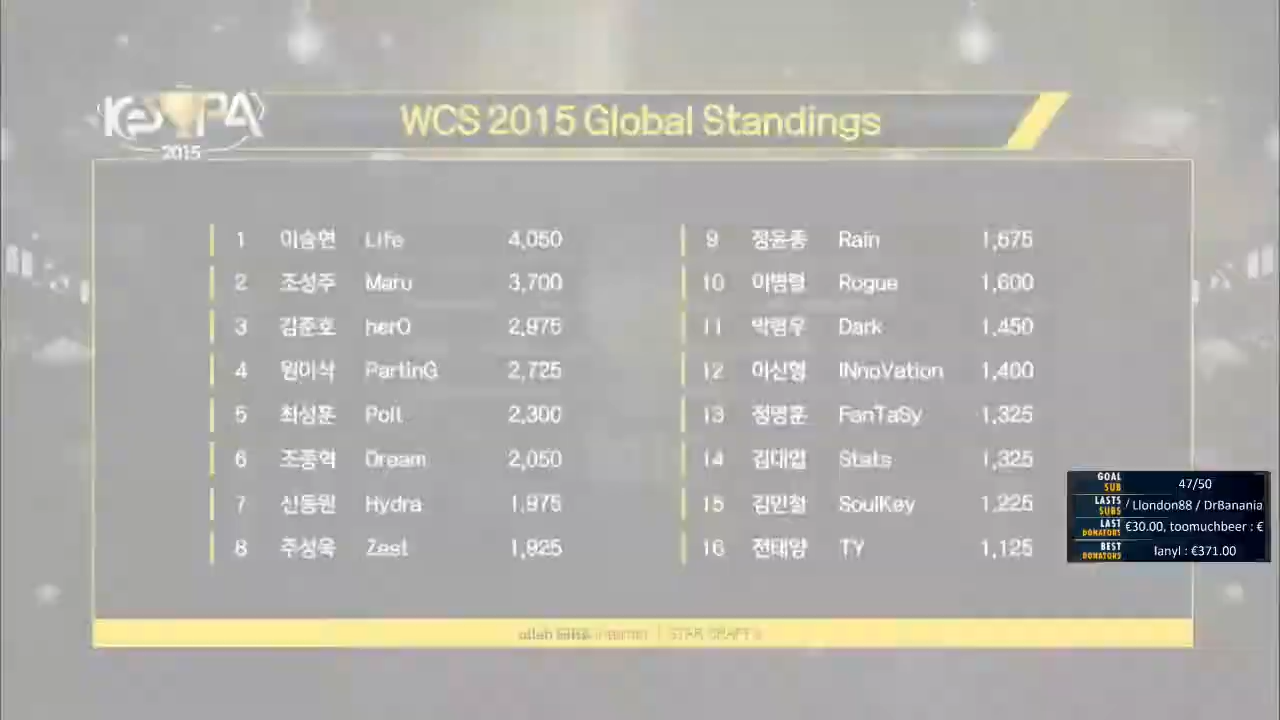 KeSPA
2015
WCS 2015 Global Standings
1 이승현 Life 4,050
2 조성주 Maru 3,700
3 김준호 herO 2,975
4 원이삭 PartinG 2,725
5 최성훈 Polt 2,300
6 조중혁 Dream 2,050
7 신동원 Hydra 1,975
8 주성욱 Zest 1,925
9 정윤종 Rain 1,675
10 이병렬 Rogue 1,600
11 박령우 Dark 1,450
12 이신형 INnoVation 1,400
13 정명훈 FanTaSy 1,325
14 김대엽 Stats 1,325
15 김민철 SoulKey 1,225
16 전태양 TY 1,125
GOAL SUB 47/50
LASTS SUBS / Llondon88 / DrBanania
LAST DONATORS €30.00, toomuchbeer : €
BEST DONATORS lanyl : €371.00
olleh GiGA internet | STARCRAFT II